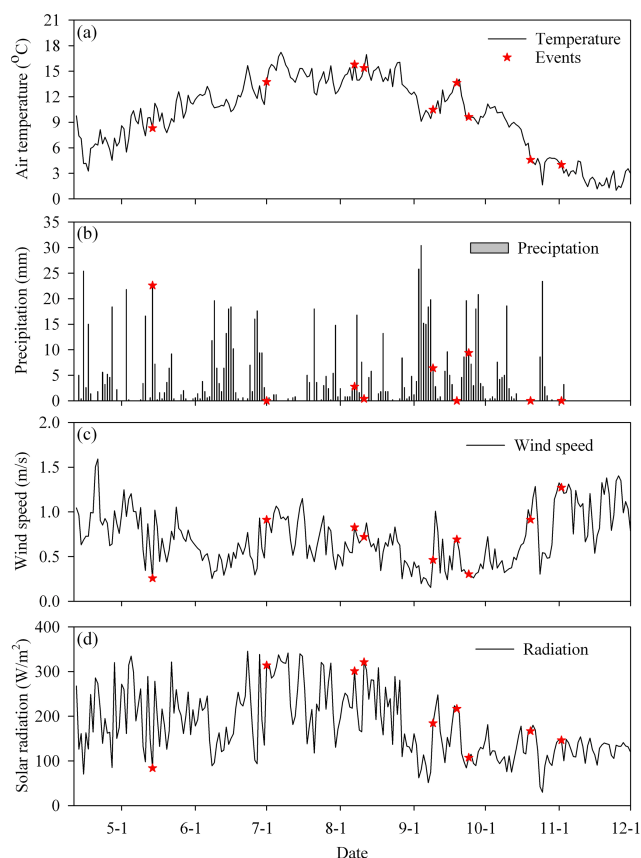 (a)
Temperature
Events
Air temperature (°C)
21
18
15
12
9
6
3
0
(b)
Preciptation
Precipitation (mm)
35
30
25
20
15
10
5
0
(c)
Wind speed
Wind speed (m/s)
2.0
1.5
1.0
0.5
0.0
(d)
Radiation
Solar radiation (W/m²)
400
300
200
100
0
5-1 6-1 7-1 8-1 9-1 10-1 11-1 12-1
Date